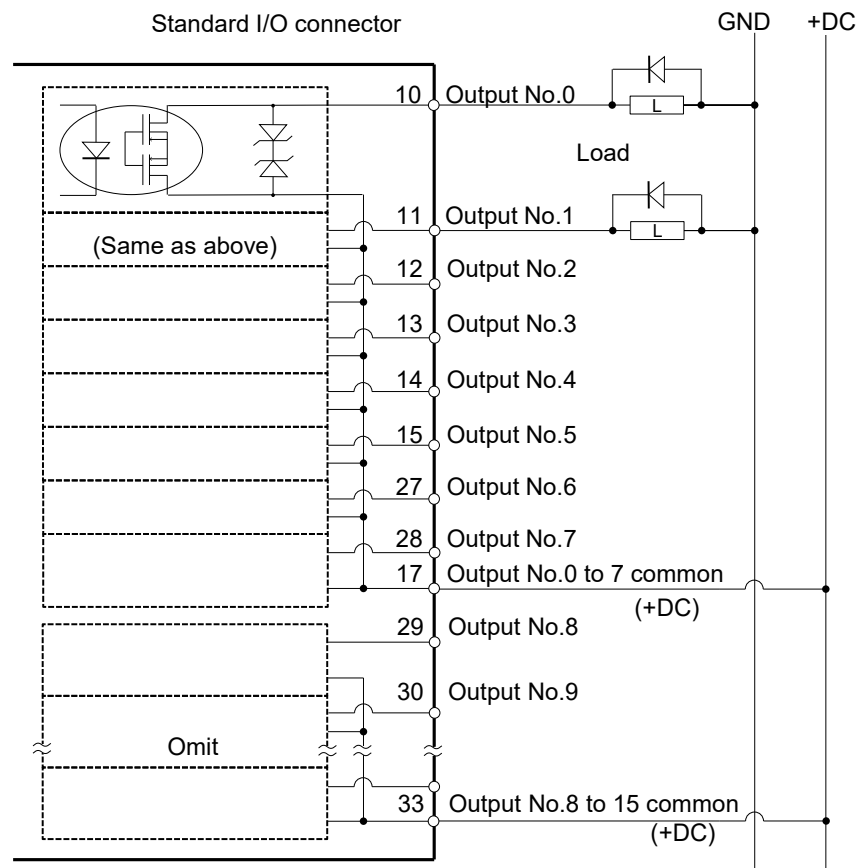 Standard I/O connector
GND
+DC
10
Output No.0
L
Load
11
Output No.1
L
(Same as above)
12
Output No.2
13
Output No.3
14
Output No.4
15
Output No.5
27
Output No.6
28
Output No.7
17
Output No.0 to 7 common
(+DC)
29
Output No.8
30
Output No.9
Omit
33
Output No.8 to 15 common
(+DC)